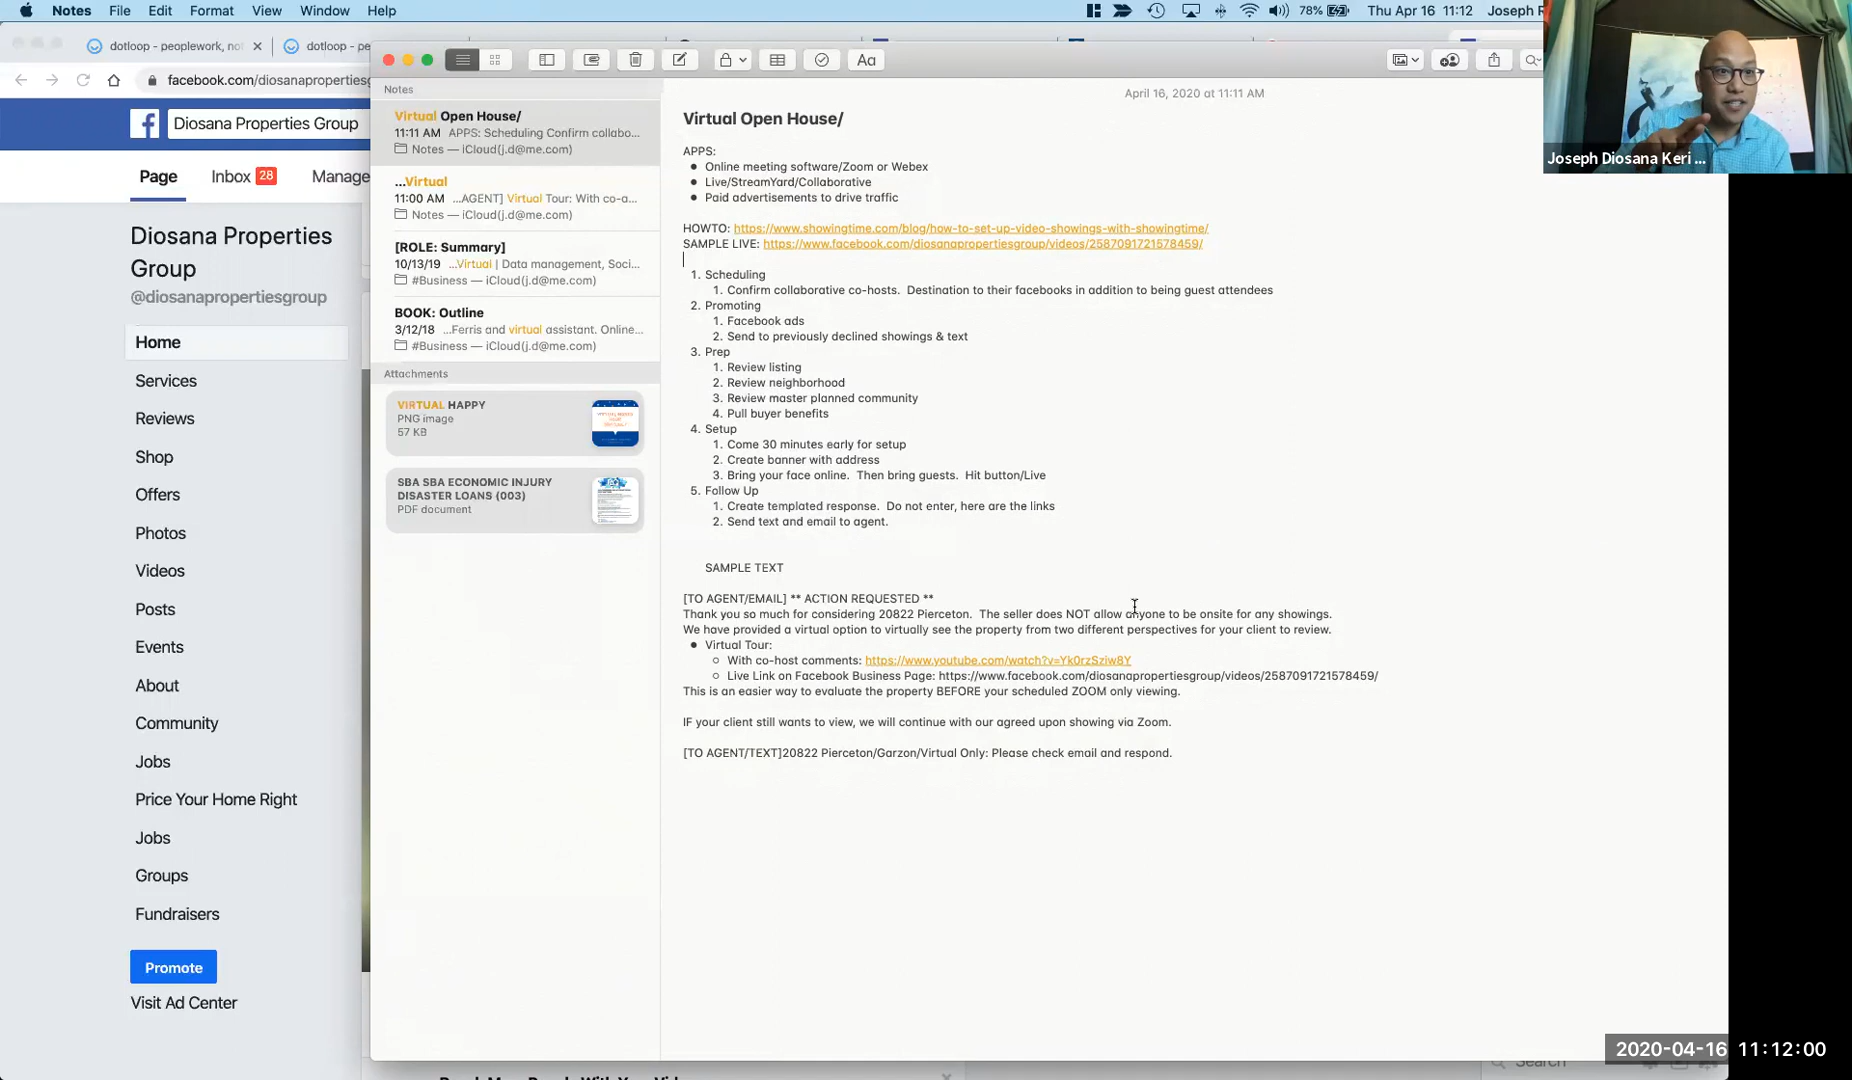 Notes File Edit Format View Window Help
78% Thu Apr 16 11:12 Joseph R
dotloop - peoplework, no
dotloop - pe
facebook.com/diosanapropertiesg
Diosana Properties Group
Page Inbox 28 Manage
Diosana Properties
Group
@diosanapropertiesgroup
Home
Services
Reviews
Shop
Offers
Photos
Videos
Posts
Events
About
Community
Jobs
Price Your Home Right
Jobs
Groups
Fundraisers
Promote
Visit Ad Center
Notes
Virtual Open House/
11:11 AM APPS: Scheduling Confirm collabo...
Notes — iCloud(j.d@me.com)
...Virtual
11:00 AM ...AGENT] Virtual Tour: With co-a...
Notes — iCloud(j.d@me.com)
[ROLE: Summary]
10/13/19 ...Virtual | Data management, Soci...
#Business — iCloud(j.d@me.com)
BOOK: Outline
3/12/18 ...Ferris and virtual assistant. Online...
#Business — iCloud(j.d@me.com)
Attachments
VIRTUAL HAPPY
PNG image
57 KB
SBA SBA ECONOMIC INJURY
DISASTER LOANS (003)
PDF document
Aa
April 16, 2020 at 11:11 AM
Virtual Open House/
APPS:
• Online meeting software/Zoom or Webex
• Live/StreamYard/Collaborative
• Paid advertisements to drive traffic
HOWTO: https://www.showingtime.com/blog/how-to-set-up-video-showings-with-showingtime/
SAMPLE LIVE: https://www.facebook.com/diosanapropertiesgroup/videos/2587091721578459/
1. Scheduling
1. Confirm collaborative co-hosts. Destination to their facebooks in addition to being guest attendees
2. Promoting
1. Facebook ads
2. Send to previously declined showings & text
3. Prep
1. Review listing
2. Review neighborhood
3. Review master planned community
4. Pull buyer benefits
4. Setup
1. Come 30 minutes early for setup
2. Create banner with address
3. Bring your face online. Then bring guests. Hit button/Live
5. Follow Up
1. Create templated response. Do not enter, here are the links
2. Send text and email to agent.
SAMPLE TEXT
[TO AGENT/EMAIL] ** ACTION REQUESTED **
Thank you so much for considering 20822 Pierceton. The seller does NOT allow anyone to be onsite for any showings.
We have provided a virtual option to virtually see the property from two different perspectives for your client to review.
• Virtual Tour:
○ With co-host comments: https://www.youtube.com/watch?v=Yk0rzSziw8Y
○ Live Link on Facebook Business Page: https://www.facebook.com/diosanapropertiesgroup/videos/2587091721578459/
This is an easier way to evaluate the property BEFORE your scheduled ZOOM only viewing.
IF your client still wants to view, we will continue with our agreed upon showing via Zoom.
[TO AGENT/TEXT]20822 Pierceton/Garzon/Virtual Only: Please check email and respond.
Joseph Diosana Keri ...
Search
2020-04-16 11:12:00